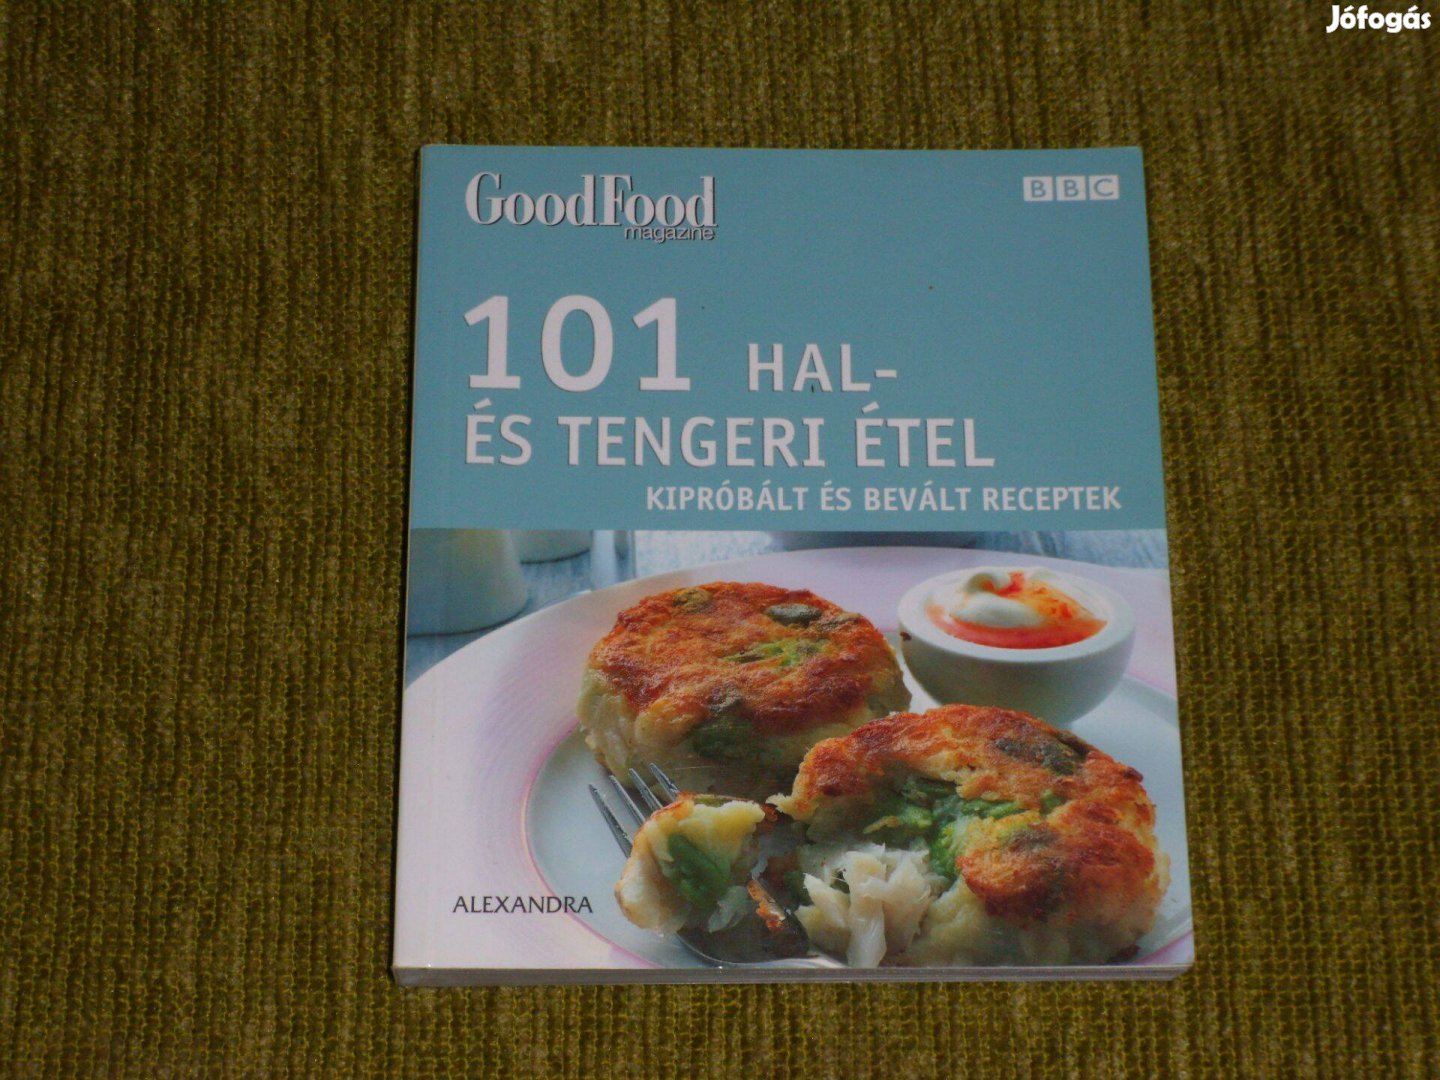 Jófogás
GoodFood
magazine
BBC
101 HAL-
ÉS TENGERI ÉTEL
KIPRÓBÁLT ÉS BEVÁLT RECEPTEK
ALEXANDRA